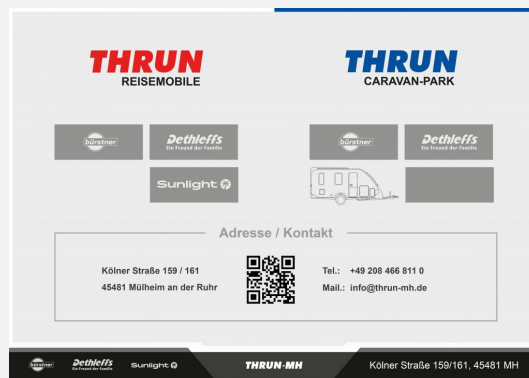 THRUN
REISEMOBILE
THRUN
CARAVAN-PARK
bürstner
Dethleffs
Ein Freund der Familie
bürstner
Dethleffs
Ein Freund der Familie
Sunlight
Adresse / Kontakt
Kölner Straße 159 / 161
45481 Mülheim an der Ruhr
Tel.: +49 208 466 811 0
Mail.: info@thrun-mh.de
bürstner
Dethleffs
Ein Freund der Familie
Sunlight
THRUN-MH
Kölner Straße 159/161, 45481 MH